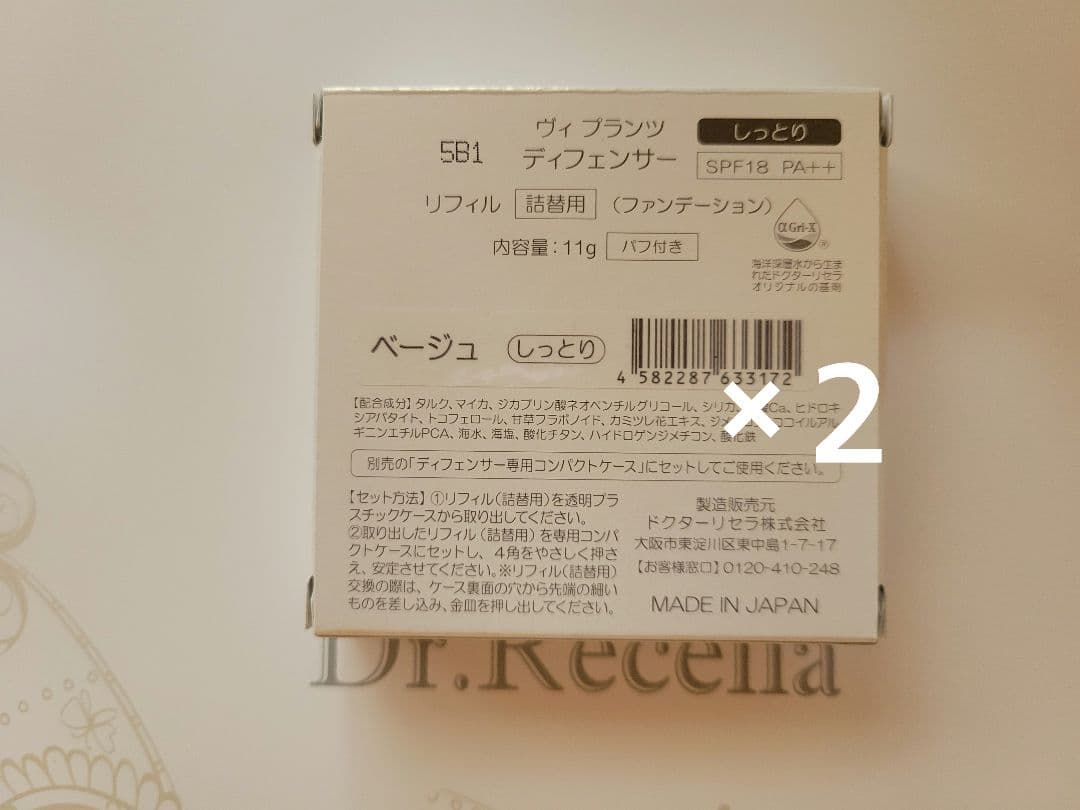 ヴィ プランツ
しっとり
5B1
ディフェンサー
SPF18 PA++
リフィル 詰替用 (ファンデーション)
αGri-X
®
内容量:11g パフ付き
海洋深層水から生ま
れたドクターリセラ
オリジナルの基剤
ベージュ しっとり
4 582287 633172
×2
【配合成分】タルク、マイカ、ジカプリン酸ネオペンチルグリコール、シリカ、 Ca、ヒドロキ
シアパタイト、トコフェロール、甘草フラボノイド、カミツレ花エキス、ジメ ココイルアル
ギニンエチルPCA、海水、海塩、酸化チタン、ハイドロゲンジメチコン、酸化鉄
別売の「ディフェンサー専用コンパクトケース」にセットしてご使用ください。
【セット方法】①リフィル(詰替用)を透明プラ
スチックケースから取り出してください。
②取り出したリフィル(詰替用)を専用コンパ
クトケースにセットし、4角をやさしく押さ
え、安定させてください。※リフィル(詰替用)
交換の際は、ケース裏面の穴から先端の細い
ものを差し込み、金皿を押し出してください。
製造販売元
ドクターリセラ株式会社
大阪市東淀川区東中島1-7-17
【お客様窓口】0120-410-248
MADE IN JAPAN
Dr.Recella